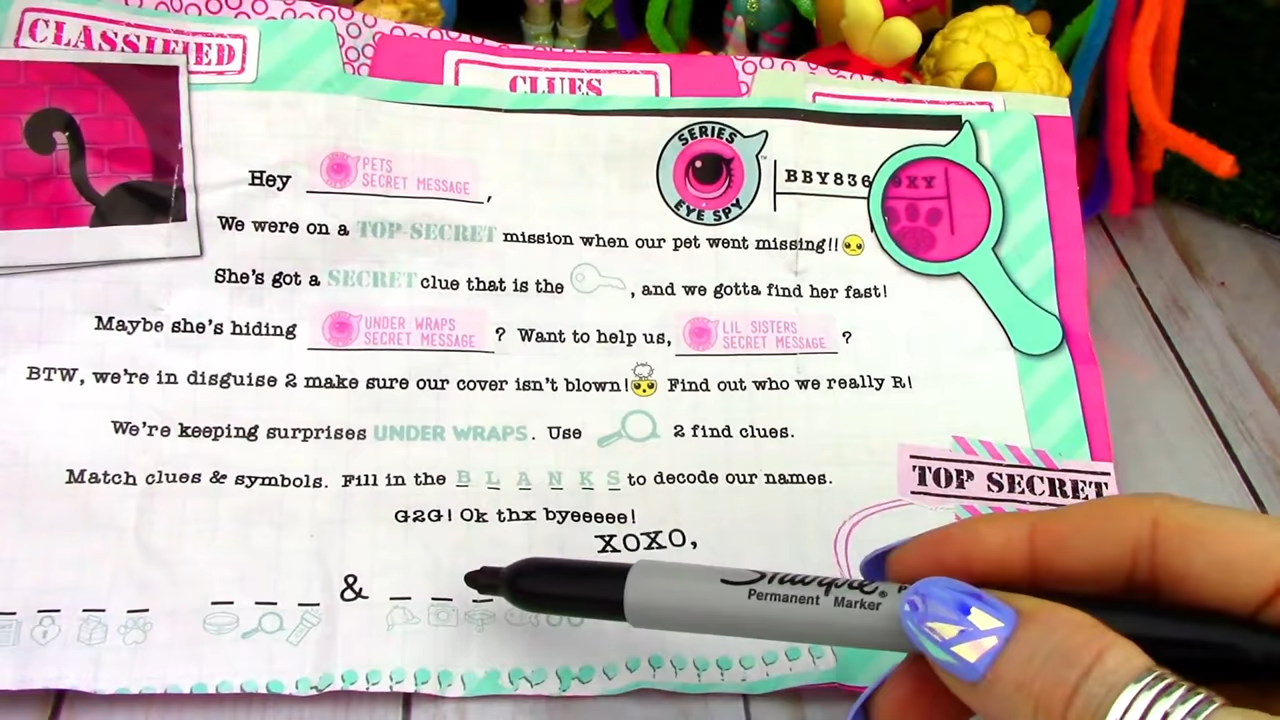 CLASSIFIED
CLUES
SERIES
EYE SPY
BBY836
Hey PETS SECRET MESSAGE,
We were on a TOP SECRET mission when our pet went missing!!
She's got a SECRET clue that is the , and we gotta find her fast!
Maybe she's hiding UNDER WRAPS SECRET MESSAGE ? Want to help us, LIL SISTERS SECRET MESSAGE ?
BTW, we're in disguise 2 make sure our cover isn't blown! Find out who we really R!
We're keeping surprises UNDER WRAPS. Use 2 find clues.
Match clues & symbols. Fill in the BLANKS to decode our names.
TOP SECRET
G2G! Ok thx byeeeee!
XOXO,
&
Sharpie
Permanent Marker